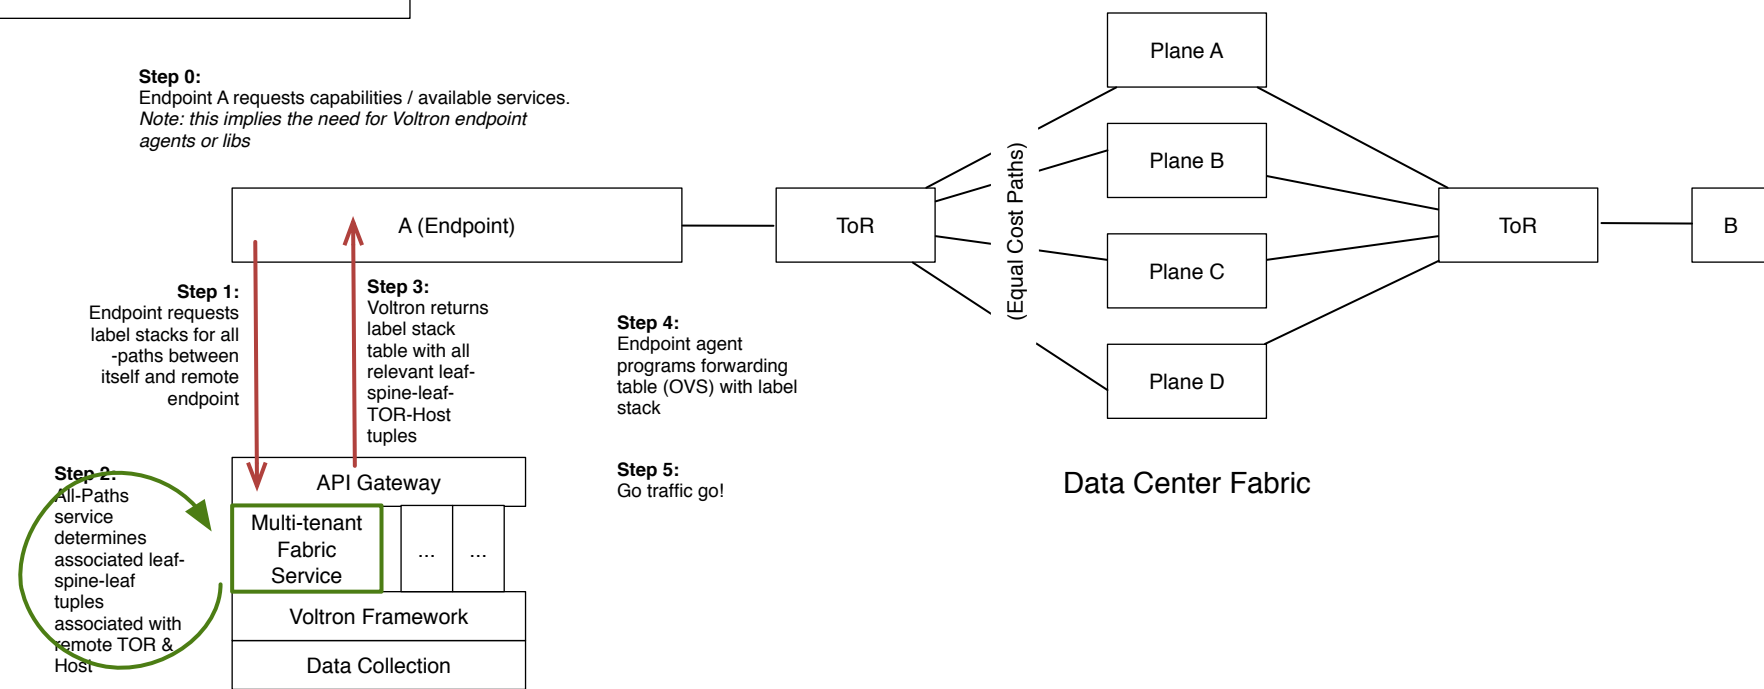 Step 0:
Endpoint A requests capabilities / available services.
Note: this implies the need for Voltron endpoint
agents or libs
Plane A
Plane B
(Equal Cost Paths)
A (Endpoint)
ToR
ToR
B
Plane C
Plane D
Step 1:
Endpoint requests
label stacks for all
-paths between
itself and remote
endpoint
Step 3:
Voltron returns
label stack
table with all
relevant leaf-
spine-leaf-
TOR-Host
tuples
Step 4:
Endpoint agent
programs forwarding
table (OVS) with label
stack
Step 5:
Go traffic go!
Data Center Fabric
Step 2:
All-Paths
service
determines
associated leaf-
spine-leaf
tuples
associated with
remote TOR &
Host
API Gateway
Multi-tenant
Fabric
Service
...
...
Voltron Framework
Data Collection